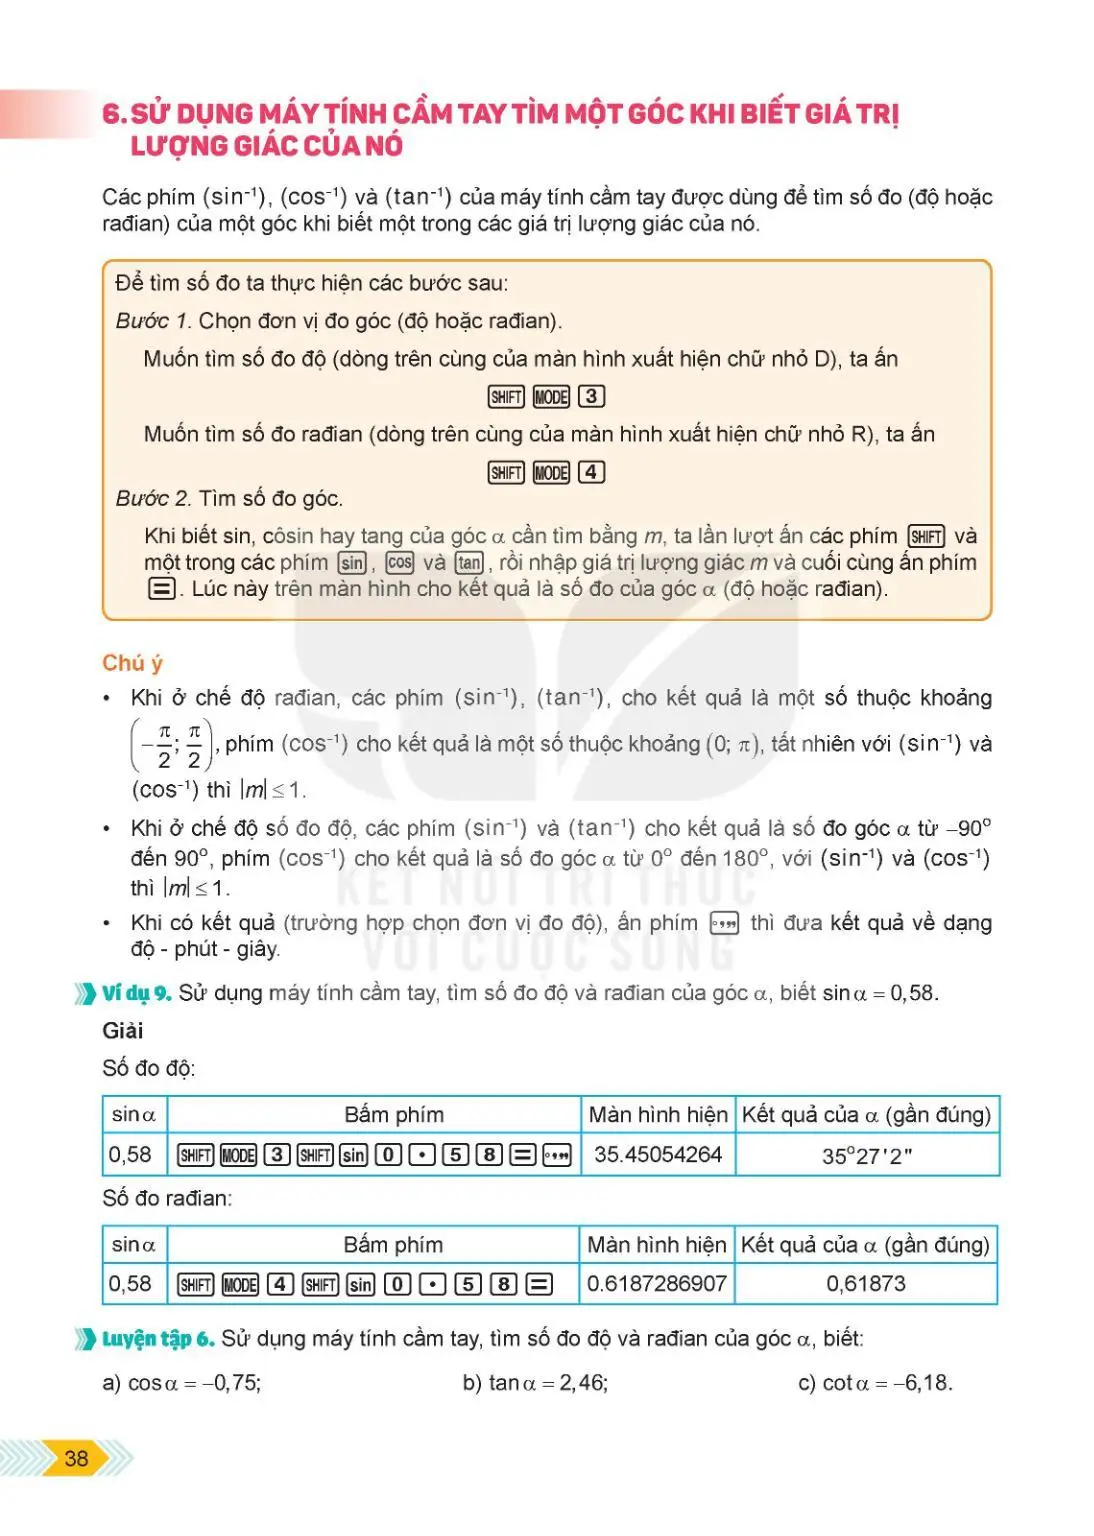 6. SỬ DỤNG MÁY TÍNH CẦM TAY TÌM MỘT GÓC KHI BIẾT GIÁ TRỊ
LƯỢNG GIÁC CỦA NÓ
Các phím (sin⁻¹), (cos⁻¹) và (tan⁻¹) của máy tính cầm tay được dùng để tìm số đo (độ hoặc
rađian) của một góc khi biết một trong các giá trị lượng giác của nó.
Để tìm số đo ta thực hiện các bước sau:
Bước 1. Chọn đơn vị đo góc (độ hoặc rađian).
Muốn tìm số đo độ (dòng trên cùng của màn hình xuất hiện chữ nhỏ D), ta ấn
SHIFT MODE 3
Muốn tìm số đo rađian (dòng trên cùng của màn hình xuất hiện chữ nhỏ R), ta ấn
SHIFT MODE 4
Bước 2. Tìm số đo góc.
Khi biết sin, côsin hay tang của góc α cần tìm bằng m, ta lần lượt ấn các phím SHIFT và
một trong các phím sin, cos và tan, rồi nhập giá trị lượng giác m và cuối cùng ấn phím
=. Lúc này trên màn hình cho kết quả là số đo của góc α (độ hoặc rađian).
Chú ý
• Khi ở chế độ rađian, các phím (sin⁻¹), (tan⁻¹), cho kết quả là một số thuộc khoảng
(−π/2; π/2), phím (cos⁻¹) cho kết quả là một số thuộc khoảng (0; π), tất nhiên với (sin⁻¹) và
(cos⁻¹) thì |m| ≤ 1.
• Khi ở chế độ số đo độ, các phím (sin⁻¹) và (tan⁻¹) cho kết quả là số đo góc α từ −90°
đến 90°, phím (cos⁻¹) cho kết quả là số đo góc α từ 0° đến 180°, với (sin⁻¹) và (cos⁻¹)
thì |m| ≤ 1.
KẾT NỐI TRI THỨC
• Khi có kết quả (trường hợp chọn đơn vị đo độ), ấn phím °,,, thì đưa kết quả về dạng
độ - phút - giây.
VỚI CUỘC SỐNG
Ví dụ 9. Sử dụng máy tính cầm tay, tìm số đo độ và rađian của góc α, biết sin α = 0,58.
Giải
Số đo độ:
sin α Bấm phím Màn hình hiện Kết quả của α (gần đúng)
0,58 SHIFT MODE 3 SHIFT sin 0 • 5 8 = °,,, 35.45054264 35°27'2"
Số đo rađian:
sin α Bấm phím Màn hình hiện Kết quả của α (gần đúng)
0,58 SHIFT MODE 4 SHIFT sin 0 • 5 8 = 0.6187286907 0,61873
Luyện tập 6. Sử dụng máy tính cầm tay, tìm số đo độ và rađian của góc α, biết:
a) cos α = −0,75; b) tan α = 2,46; c) cot α = −6,18.
38